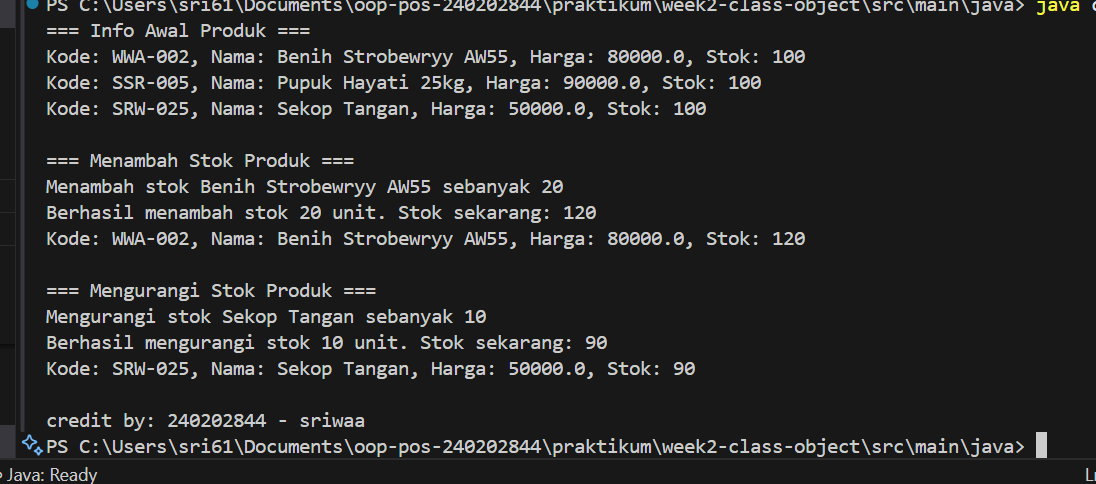 PS C:\Users\sri61\Documents\oop-pos-240202844\praktikum\week2-class-object\src\main\java> java
=== Info Awal Produk ===
Kode: WWA-002, Nama: Benih Strobewryy AW55, Harga: 80000.0, Stok: 100
Kode: SSR-005, Nama: Pupuk Hayati 25kg, Harga: 90000.0, Stok: 100
Kode: SRW-025, Nama: Sekop Tangan, Harga: 50000.0, Stok: 100
=== Menambah Stok Produk ===
Menambah stok Benih Strobewryy AW55 sebanyak 20
Berhasil menambah stok 20 unit. Stok sekarang: 120
Kode: WWA-002, Nama: Benih Strobewryy AW55, Harga: 80000.0, Stok: 120
=== Mengurangi Stok Produk ===
Mengurangi stok Sekop Tangan sebanyak 10
Berhasil mengurangi stok 10 unit. Stok sekarang: 90
Kode: SRW-025, Nama: Sekop Tangan, Harga: 50000.0, Stok: 90
credit by: 240202844 - sriwaa
PS C:\Users\sri61\Documents\oop-pos-240202844\praktikum\week2-class-object\src\main\java>
Java: Ready